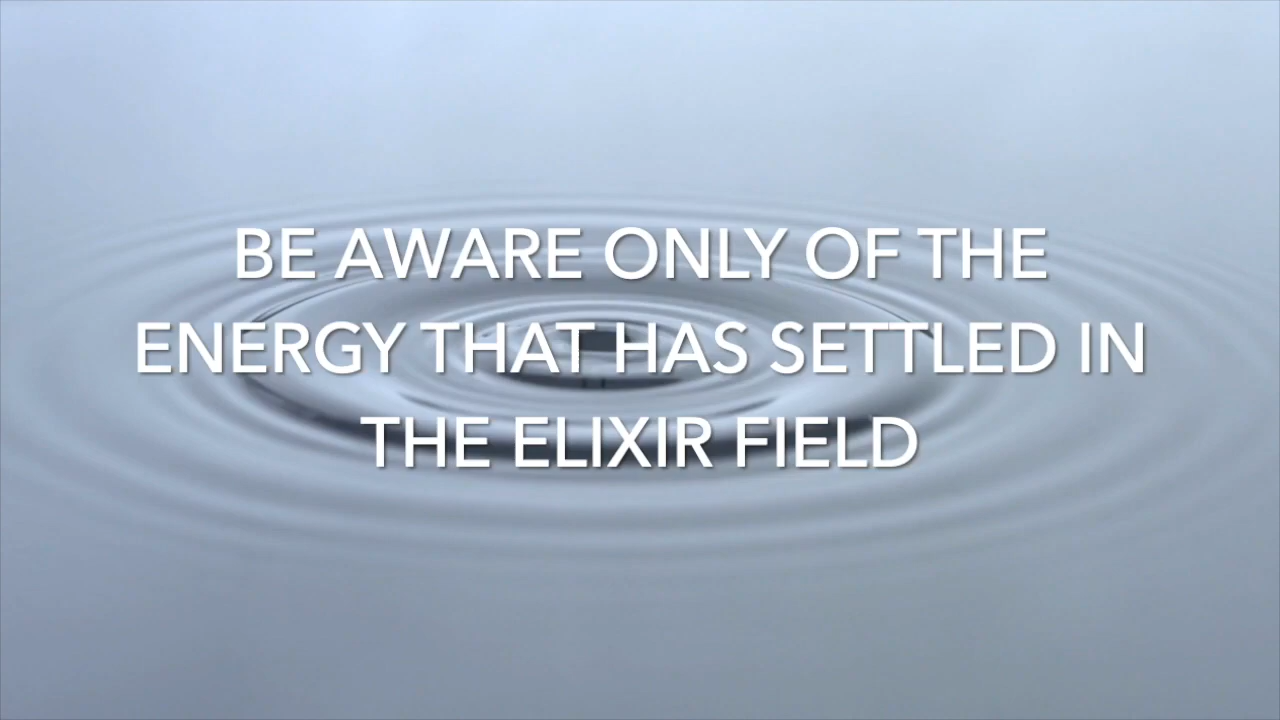 BE AWARE ONLY OF THE
ENERGY THAT HAS SETTLED IN
THE ELIXIR FIELD